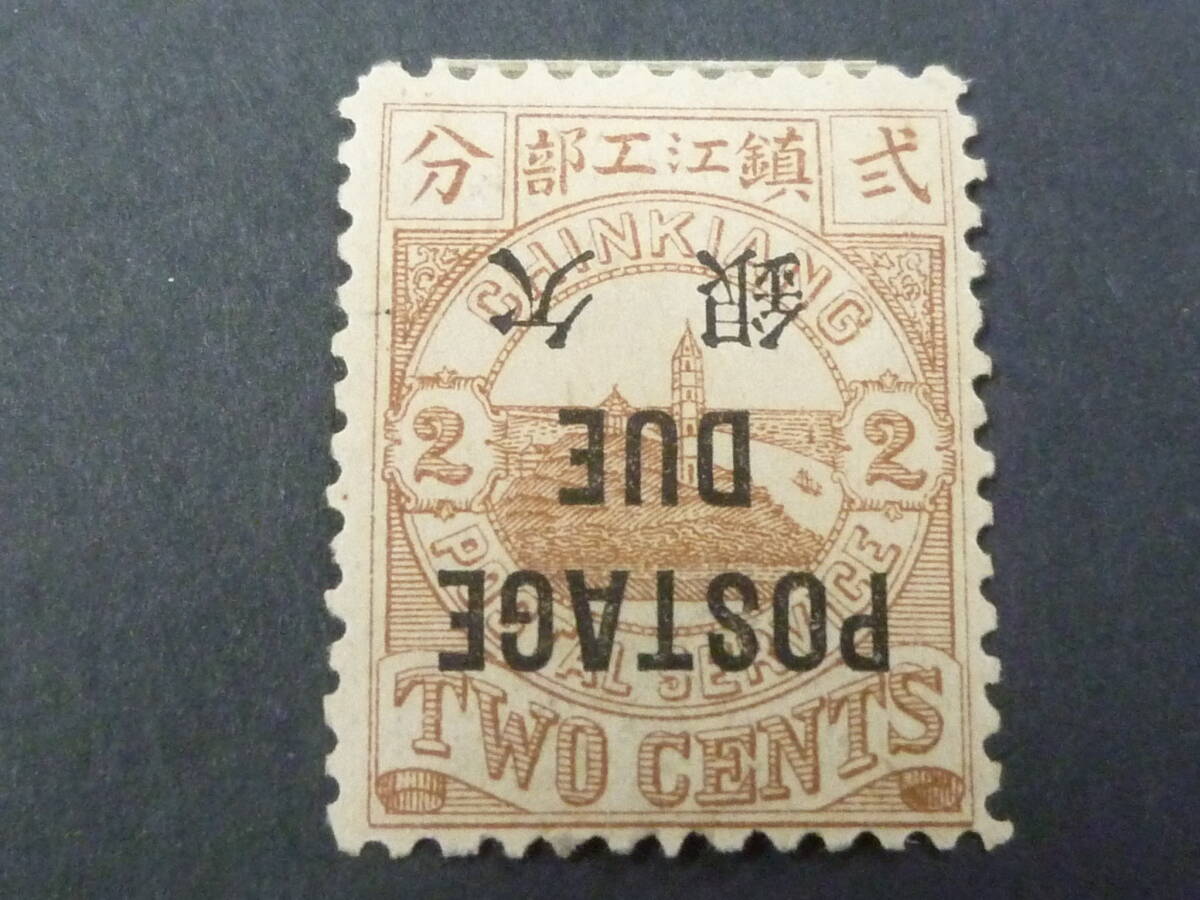 弍 鎮江工部 分
CHINKIANG
2 2
POSTAL SERVICE
TWO CENTS
POSTAGE
DUE
欠 銀